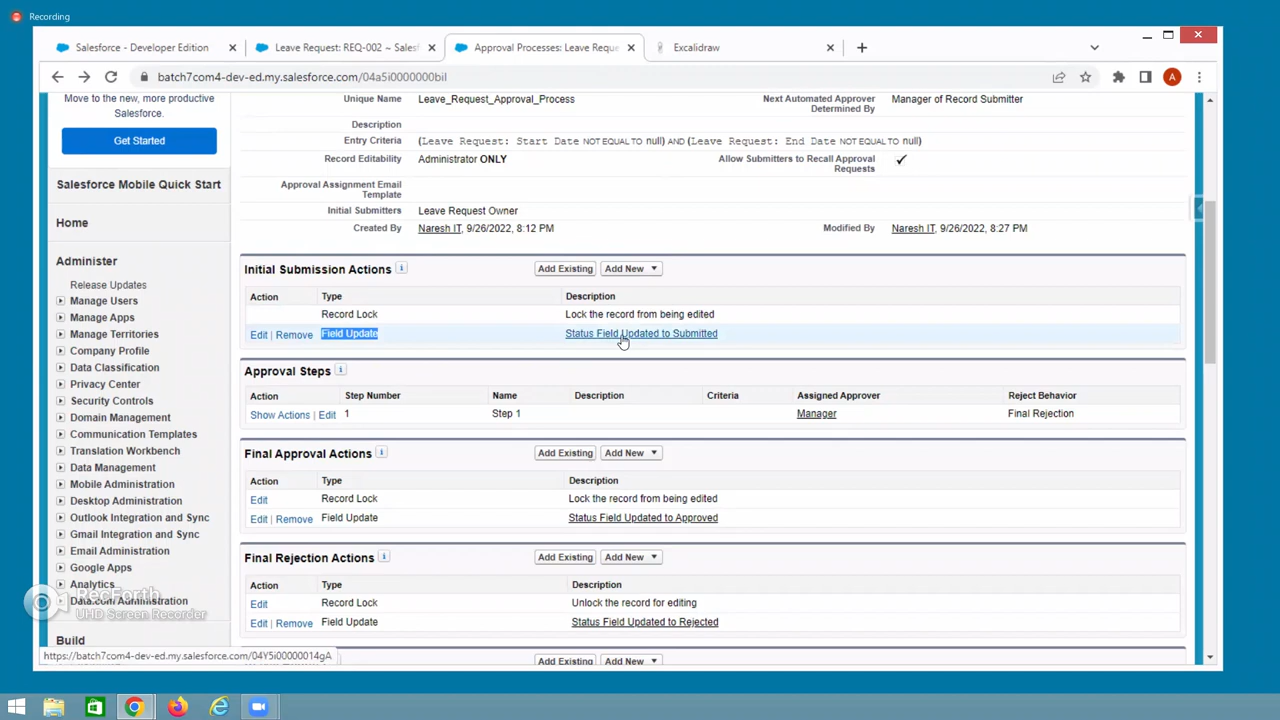 Recording
Salesforce - Developer Edition
Leave Request: REQ-002 ~ Salesf
Approval Processes: Leave Reque
Excalidraw
batch7com4-dev-ed.my.salesforce.com/04a5i0000000bil
A
Move to the new, more productive
Salesforce.
Get Started
Salesforce Mobile Quick Start
Home
Administer
Release Updates
Manage Users
Manage Apps
Manage Territories
Company Profile
Data Classification
Privacy Center
Security Controls
Domain Management
Communication Templates
Translation Workbench
Data Management
Mobile Administration
Desktop Administration
Outlook Integration and Sync
Gmail Integration and Sync
Email Administration
Google Apps
Analytics
Data.com Administration
Build
Unique Name Leave_Request_Approval_Process Next Automated Approver Determined By Manager of Record Submitter
Description
Entry Criteria (Leave Request: Start Date NOT EQUAL TO null) AND (Leave Request: End Date NOT EQUAL TO null)
Record Editability Administrator ONLY Allow Submitters to Recall Approval Requests ✓
Approval Assignment Email Template
Initial Submitters Leave Request Owner
Created By Naresh IT, 9/26/2022, 8:12 PM Modified By Naresh IT, 9/26/2022, 8:27 PM
Initial Submission Actions i Add Existing Add New
Action Type Description
Record Lock Lock the record from being edited
Edit | Remove Field Update Status Field Updated to Submitted
Approval Steps i
Action Step Number Name Description Criteria Assigned Approver Reject Behavior
Show Actions | Edit 1 Step 1 Manager Final Rejection
Final Approval Actions i Add Existing Add New
Action Type Description
Edit Record Lock Lock the record from being edited
Edit | Remove Field Update Status Field Updated to Approved
Final Rejection Actions i Add Existing Add New
Action Type Description
Edit Record Lock Unlock the record for editing
Edit | Remove Field Update Status Field Updated to Rejected
Add Existing Add New
RecForth
UHD Screen Recorder
https://batch7com4-dev-ed.my.salesforce.com/04Y5i00000014gA